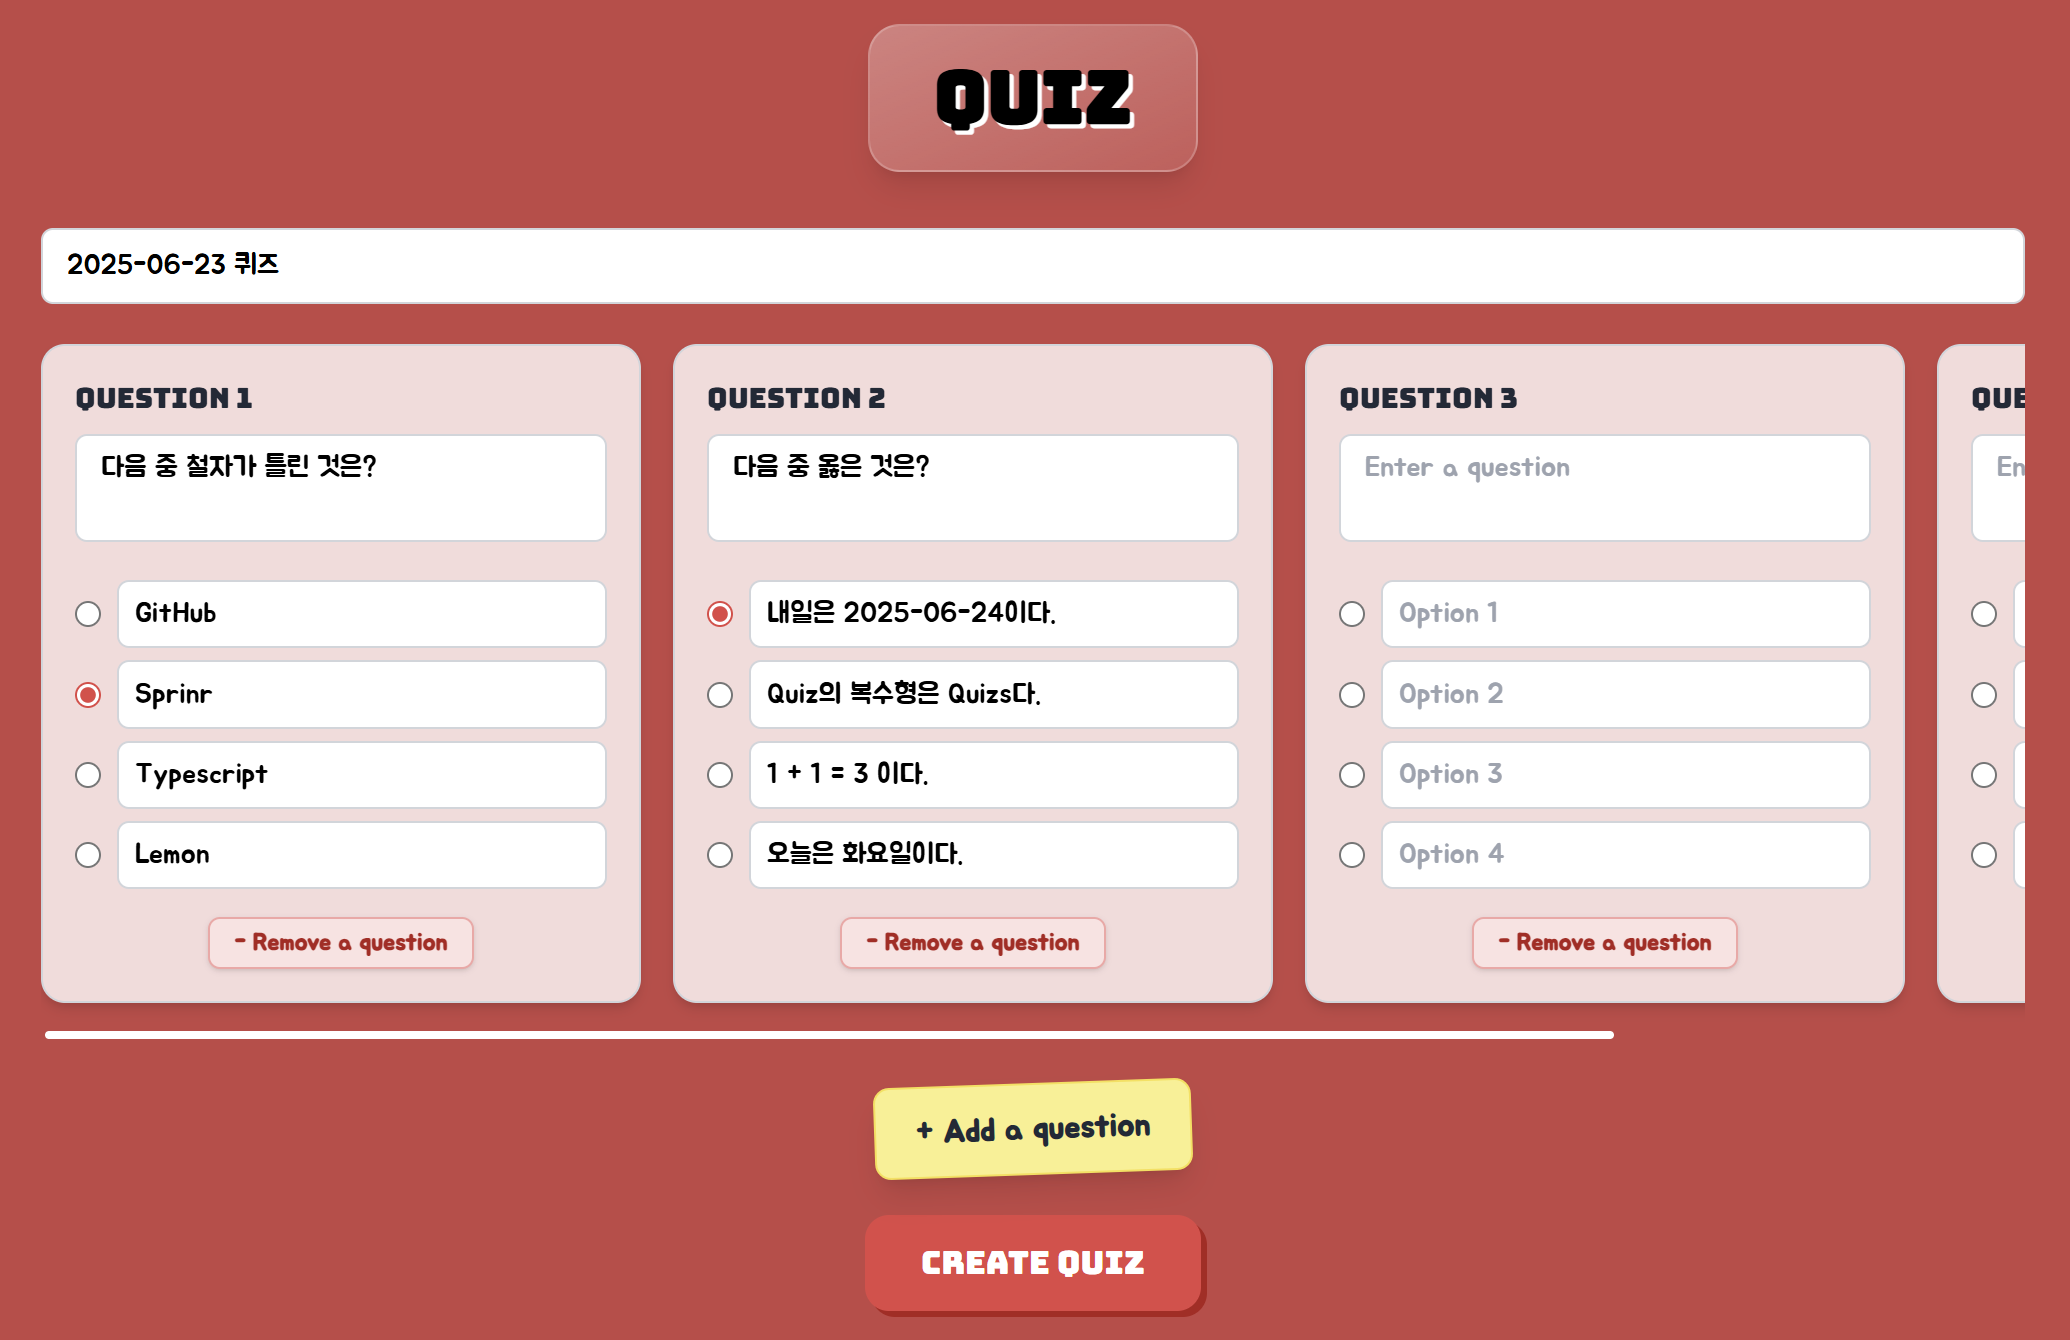 QUIZ
2025-06-23 퀴즈
QUESTION 1
다음 중 철자가 틀린 것은?
GitHub
Sprinr
Typescript
Lemon
- Remove a question
QUESTION 2
다음 중 옳은 것은?
내일은 2025-06-24이다.
Quiz의 복수형은 Quizs다.
1 + 1 = 3 이다.
오늘은 화요일이다.
- Remove a question
QUESTION 3
Enter a question
Option 1
Option 2
Option 3
Option 4
- Remove a question
+ Add a question
CREATE QUIZ